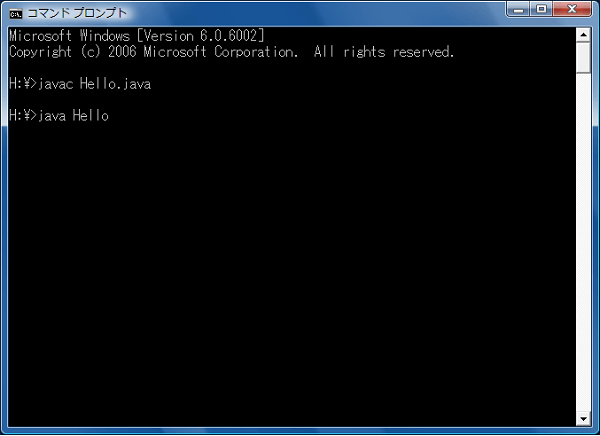 コマンド プロンプト
Microsoft Windows [Version 6.0.6002]
Copyright (c) 2006 Microsoft Corporation.  All rights reserved.
H:¥>javac Hello.java
H:¥>java Hello